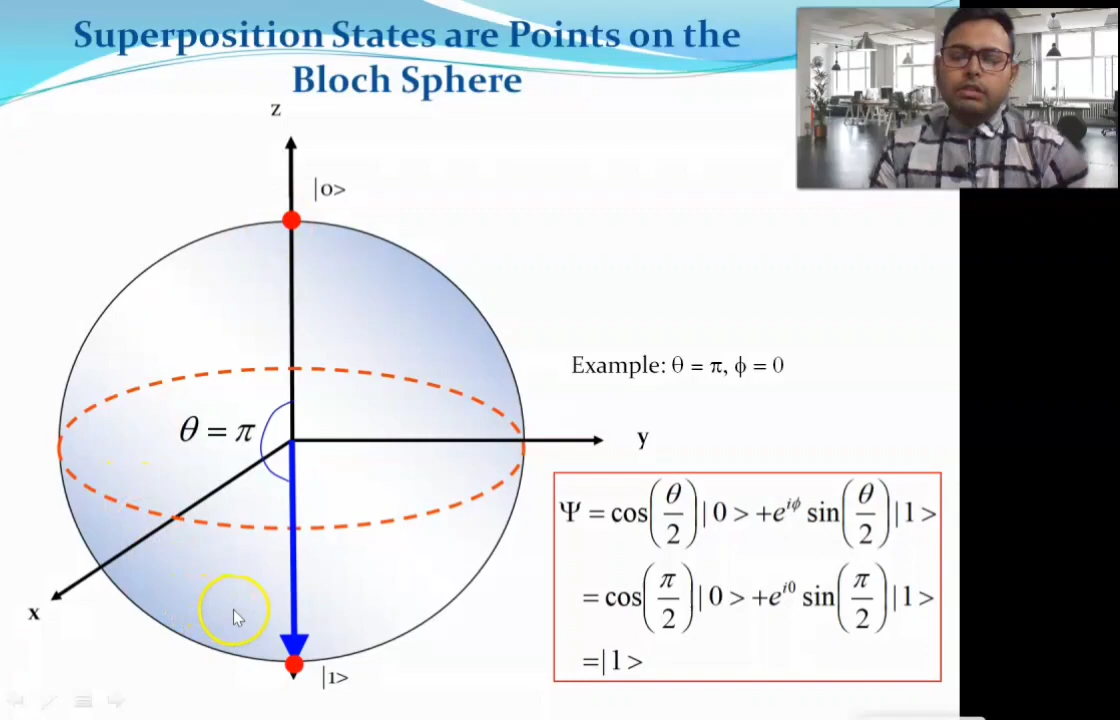 Superposition States are Points on the
Bloch Sphere
z
|0>
Example: θ = π, ϕ = 0
θ = π
y
Ψ = cos(θ/2)|0>+e^{iϕ} sin(θ/2)|1>
= cos(π/2)|0>+e^{i0} sin(π/2)|1>
=|1>
x
|1>